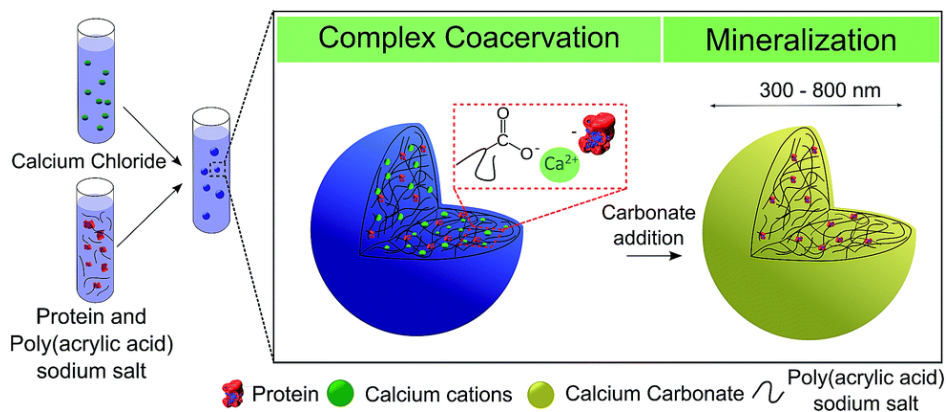 Complex Coacervation
Mineralization
300 - 800 nm
O
O-
-
Ca2+
Calcium Chloride
Carbonate
addition
Protein and
Poly(acrylic acid)
sodium salt
Protein
Calcium cations
Calcium Carbonate
Poly(acrylic acid)
sodium salt